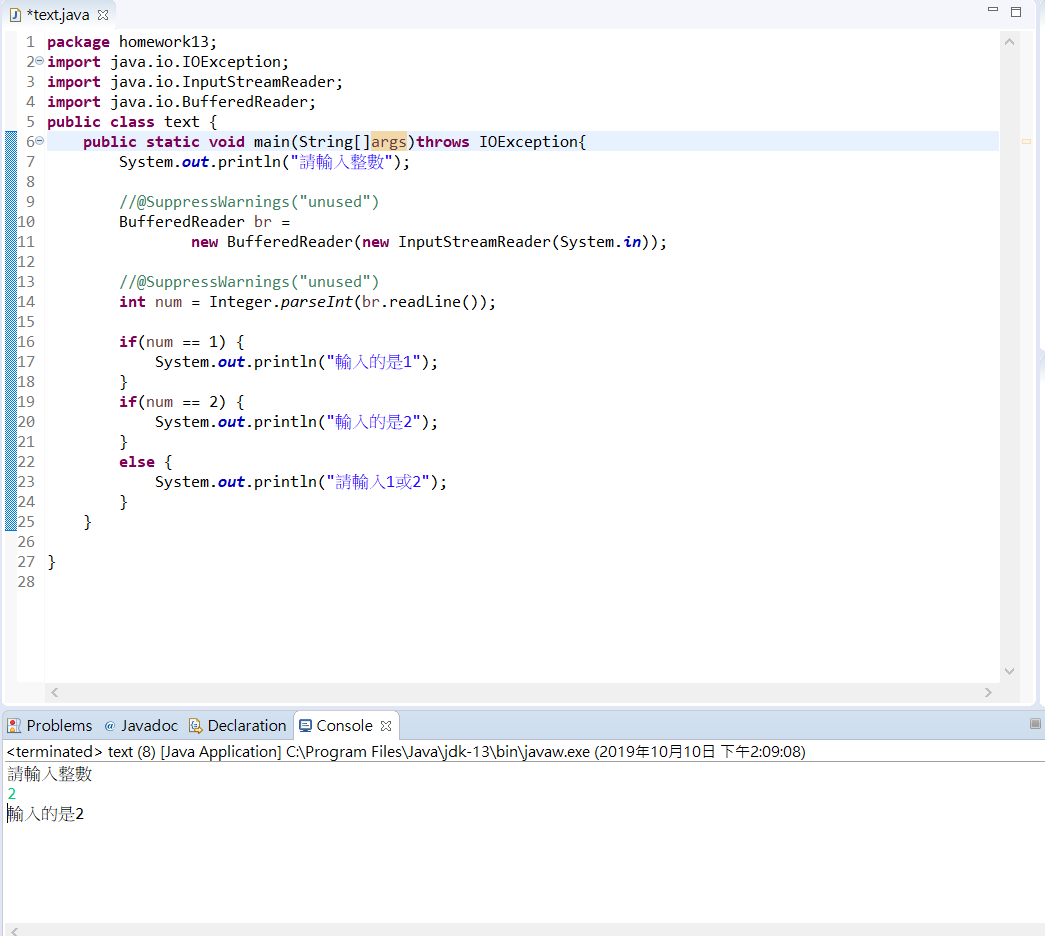 *text.java
1 package homework13;
2 import java.io.IOException;
3 import java.io.InputStreamReader;
4 import java.io.BufferedReader;
5 public class text {
6     public static void main(String[]args)throws IOException{
7         System.out.println("請輸入整數");
8
9         //@SuppressWarnings("unused")
10         BufferedReader br =
11                 new BufferedReader(new InputStreamReader(System.in));
12
13         //@SuppressWarnings("unused")
14         int num = Integer.parseInt(br.readLine());
15
16         if(num == 1) {
17             System.out.println("輸入的是1");
18         }
19         if(num == 2) {
20             System.out.println("輸入的是2");
21         }
22         else {
23             System.out.println("請輸入1或2");
24         }
25     }
26
27 }
28
Problems @ Javadoc Declaration Console
<terminated> text (8) [Java Application] C:\Program Files\Java\jdk-13\bin\javaw.exe (2019年10月10日 下午2:09:08)
請輸入整數
2
輸入的是2